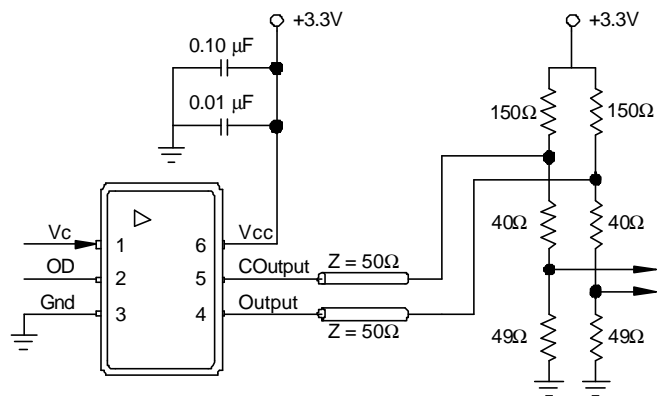 +3.3V
+3.3V
0.10 µF
0.01 µF
150Ω
150Ω
Vc
1
6
Vcc
40Ω
40Ω
OD
2
5
COutput
Z = 50Ω
Gnd
3
4
Output
Z = 50Ω
49Ω
49Ω